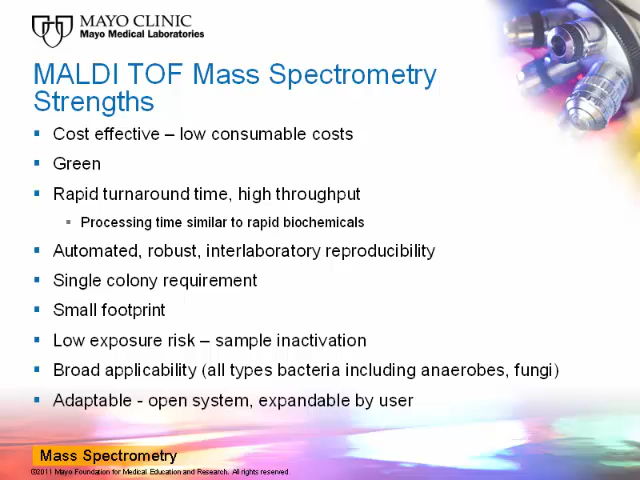 MAYO CLINIC
Mayo Medical Laboratories
MALDI TOF Mass Spectrometry
Strengths
▪ Cost effective – low consumable costs
▪ Green
▪ Rapid turnaround time, high throughput
▪ Processing time similar to rapid biochemicals
▪ Automated, robust, interlaboratory reproducibility
▪ Single colony requirement
▪ Small footprint
▪ Low exposure risk – sample inactivation
▪ Broad applicability (all types bacteria including anaerobes, fungi)
▪ Adaptable - open system, expandable by user
Mass Spectrometry
©2011 Mayo Foundation for Medical Education and Research. All rights reserved.